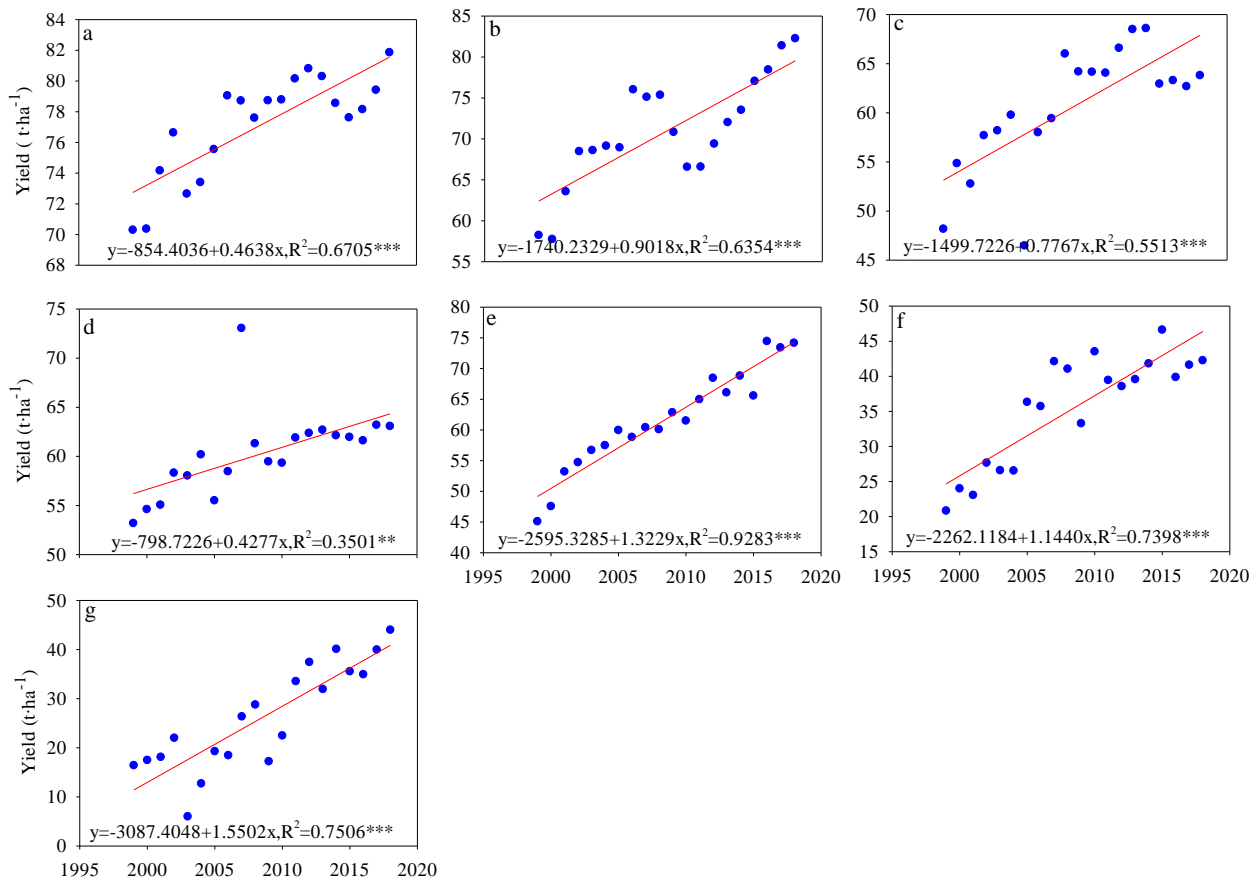 a
84
82
80
78
76
74
72
70
68
Yield ( t·ha⁻¹)
y=-854.4036+0.4638x,R²=0.6705***
b
85
80
75
70
65
60
55
y=-1740.2329+0.9018x,R²=0.6354***
c
70
65
60
55
50
45
y=-1499.7226+0.7767x,R²=0.5513***
d
75
70
65
60
55
50
Yield (t·ha⁻¹)
y=-798.7226+0.4277x,R²=0.3501**
e
80
75
70
65
60
55
50
45
40
y=-2595.3285+1.3229x,R²=0.9283***
1995 2000 2005 2010 2015 2020
f
50
45
40
35
30
25
20
15
y=-2262.1184+1.1440x,R²=0.7398***
1995 2000 2005 2010 2015 2020
g
50
40
30
20
10
0
Yield (t·ha⁻¹)
y=-3087.4048+1.5502x,R²=0.7506***
1995 2000 2005 2010 2015 2020